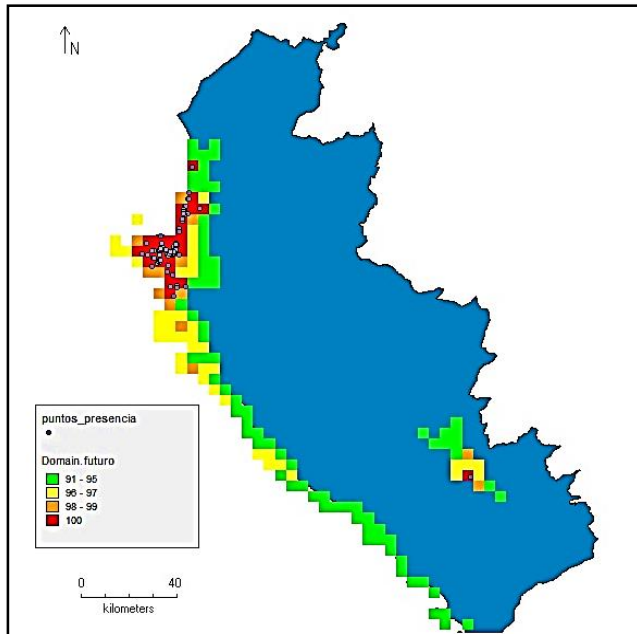 N
puntos_presencia
Domain.futuro
91 - 95
96 - 97
98 - 99
100
0 40
kilometers